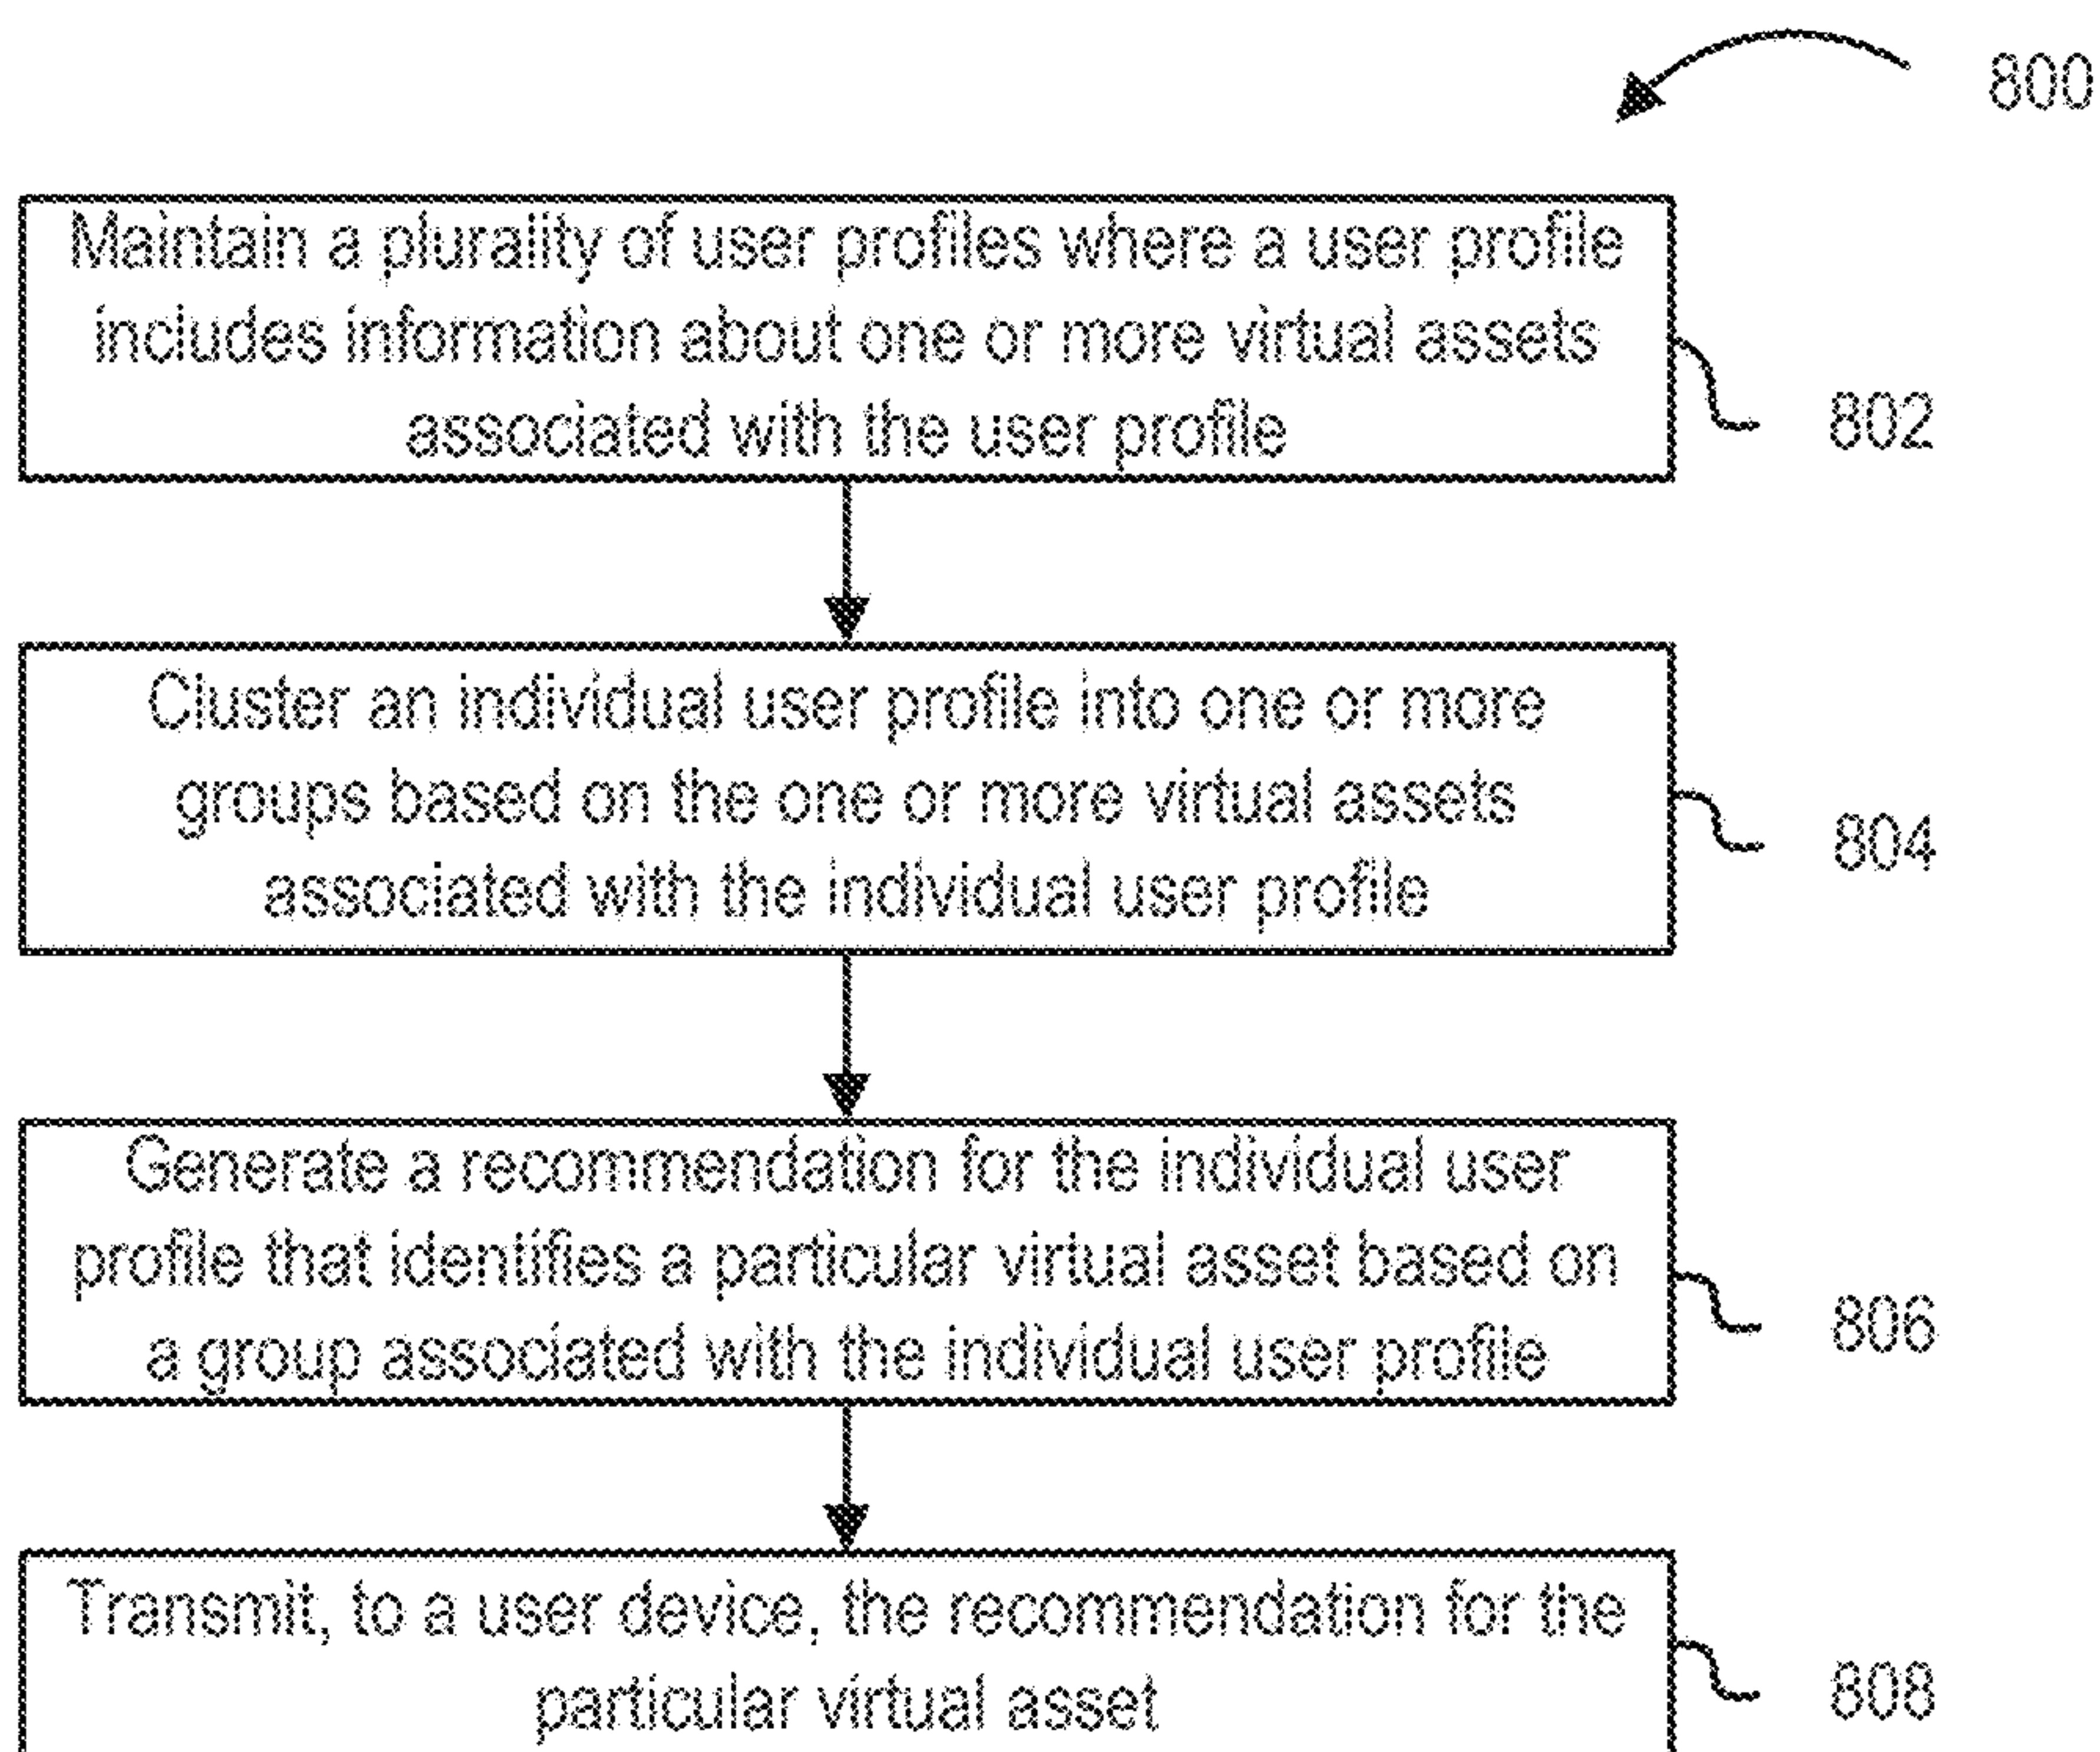 800
Maintain a plurality of user profiles where a user profile
includes information about one or more virtual assets
associated with the user profile
802
Cluster an individual user profile into one or more
groups based on the one or more virtual assets
associated with the individual user profile
804
Generate a recommendation for the individual user
profile that identifies a particular virtual asset based on
a group associated with the individual user profile
806
Transmit, to a user device, the recommendation for the
particular virtual asset
808